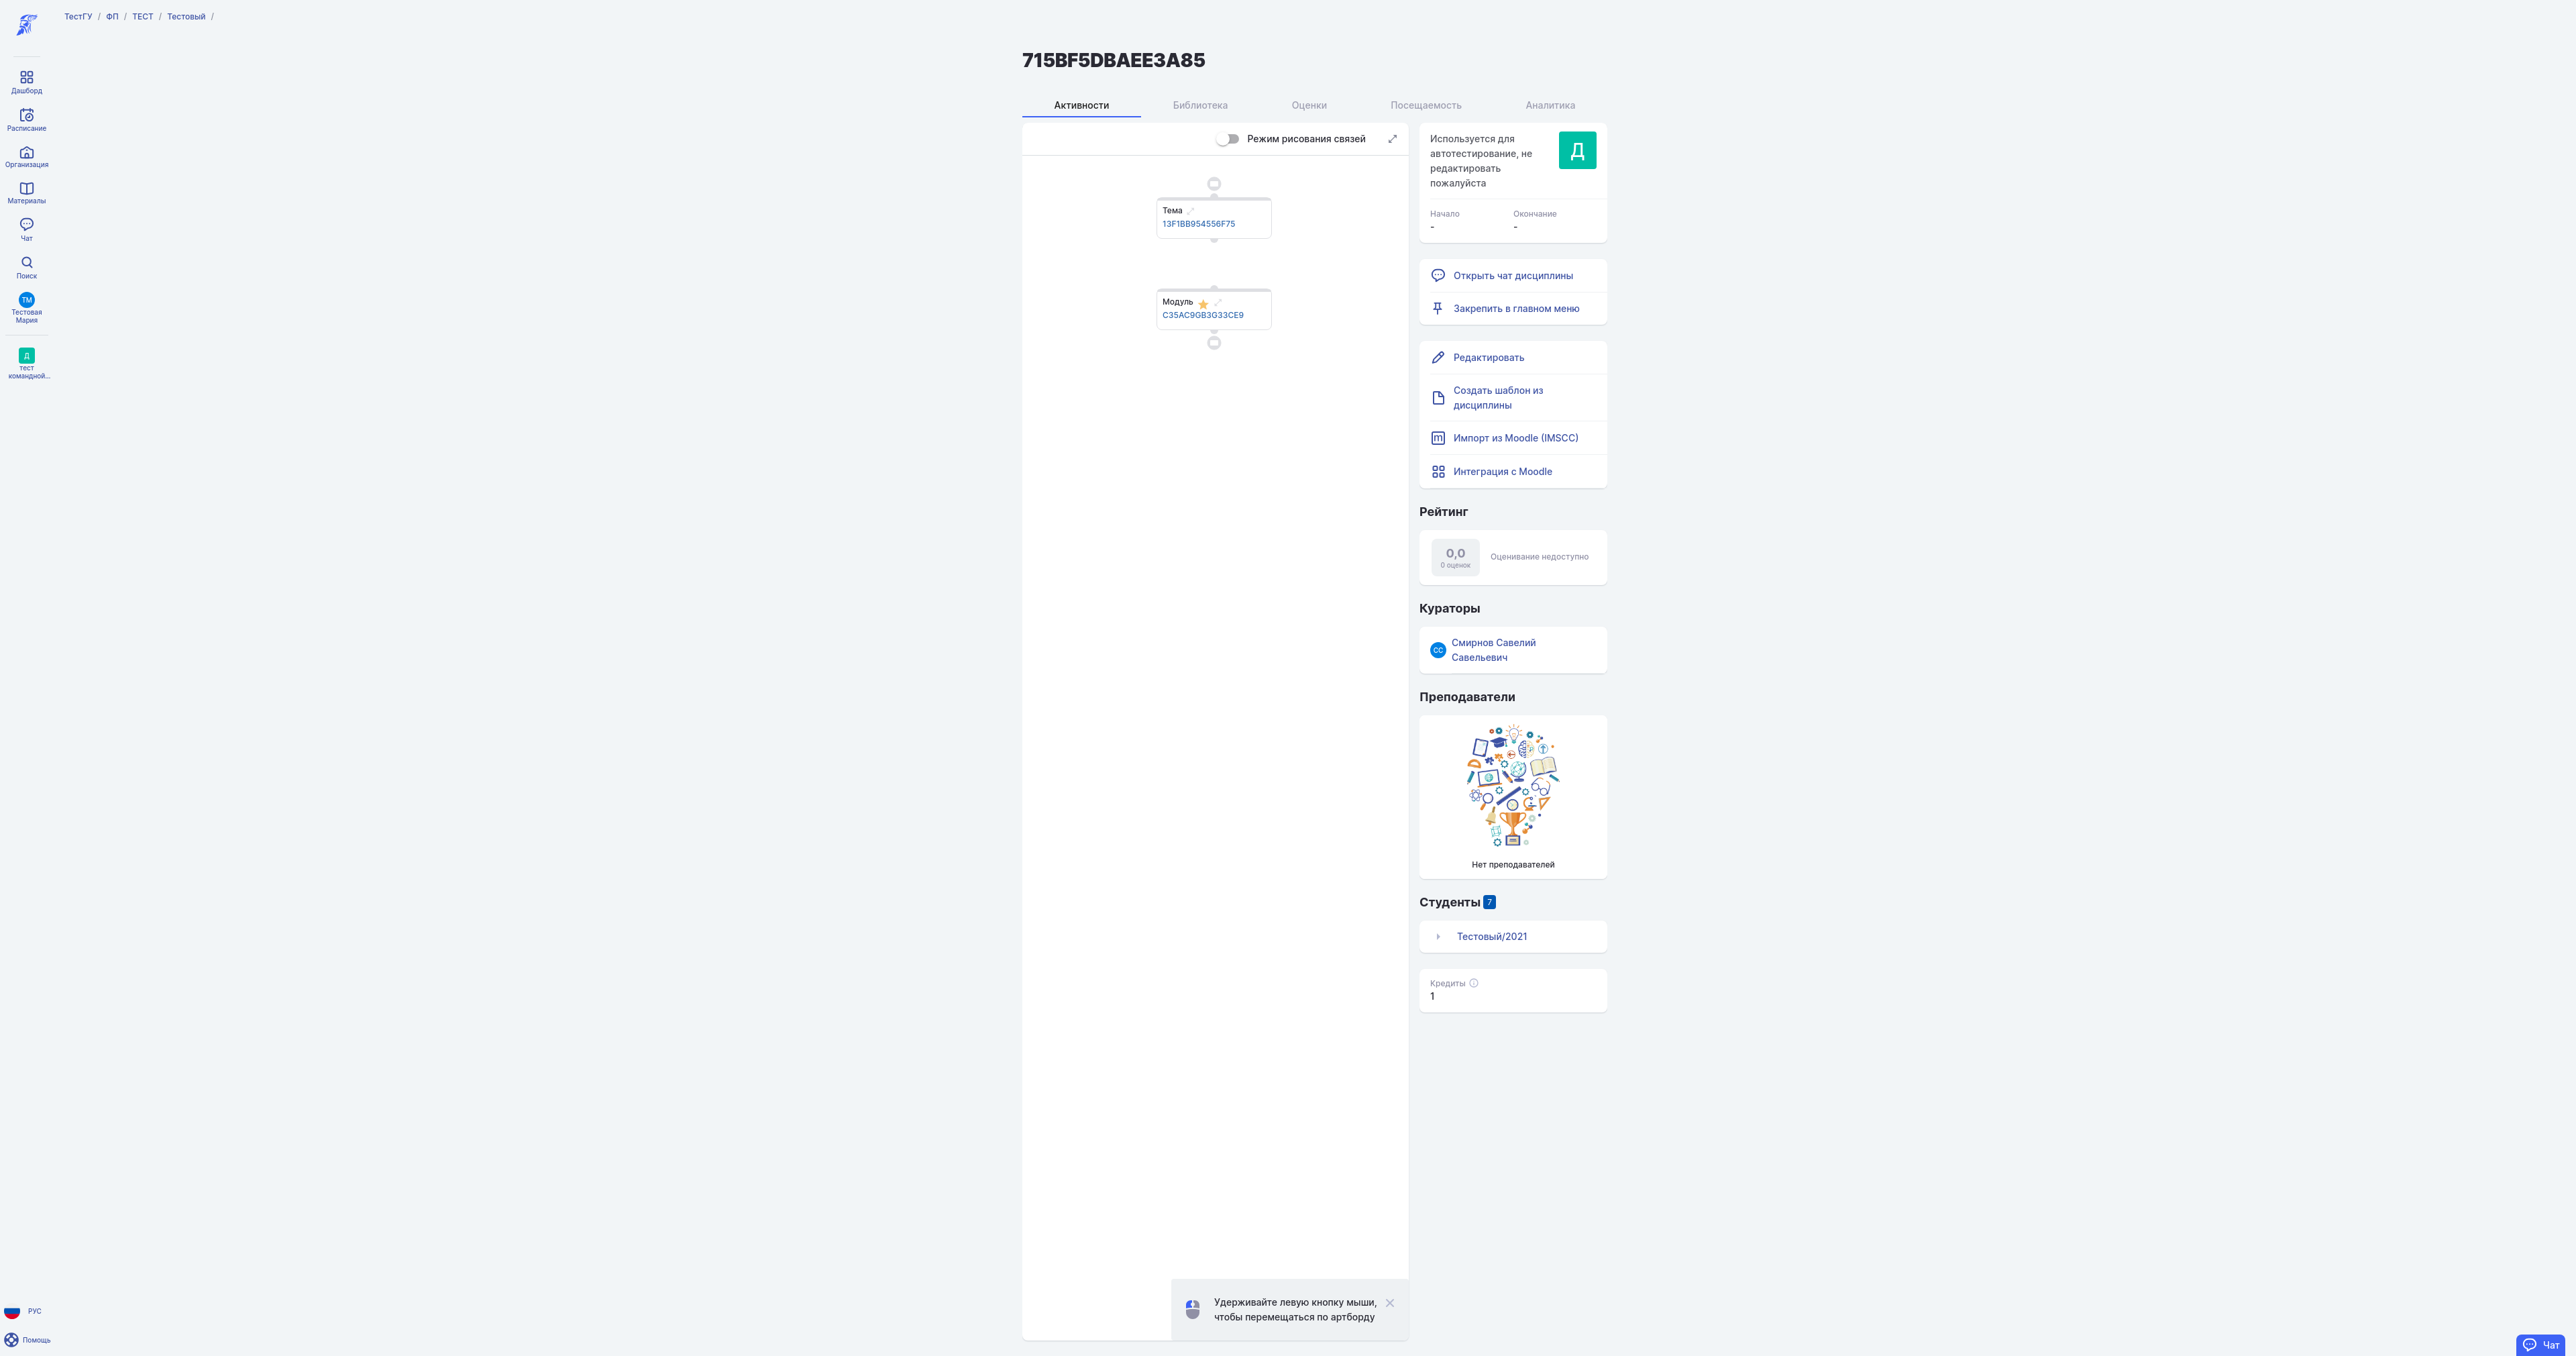 ТестГУ / ФП / ТЕСТ / Тестовый /
Дашборд
Расписание
Организация
Материалы
Чат
Поиск
ТМ
Тестовая
Мария
Д
тест
командной...
РУС
Помощь
715BF5DBAEE3A85
Активности
Библиотека
Оценки
Посещаемость
Аналитика
Режим рисования связей
Тема
13F1BB954556F75
Модуль
C35AC9GB3G33CE9
Удерживайте левую кнопку мыши,
чтобы перемещаться по артборду
Используется для
автотестирование, не
редактировать
пожалуйста
Д
Начало
Окончание
-
-
Открыть чат дисциплины
Закрепить в главном меню
Редактировать
Создать шаблон из
дисциплины
Импорт из Moodle (IMSCC)
Интеграция с Moodle
Рейтинг
0,0
0 оценок
Оценивание недоступно
Кураторы
СС
Смирнов Савелий
Савельевич
Преподаватели
Нет преподавателей
Студенты 7
Тестовый/2021
Кредиты
1
Чат